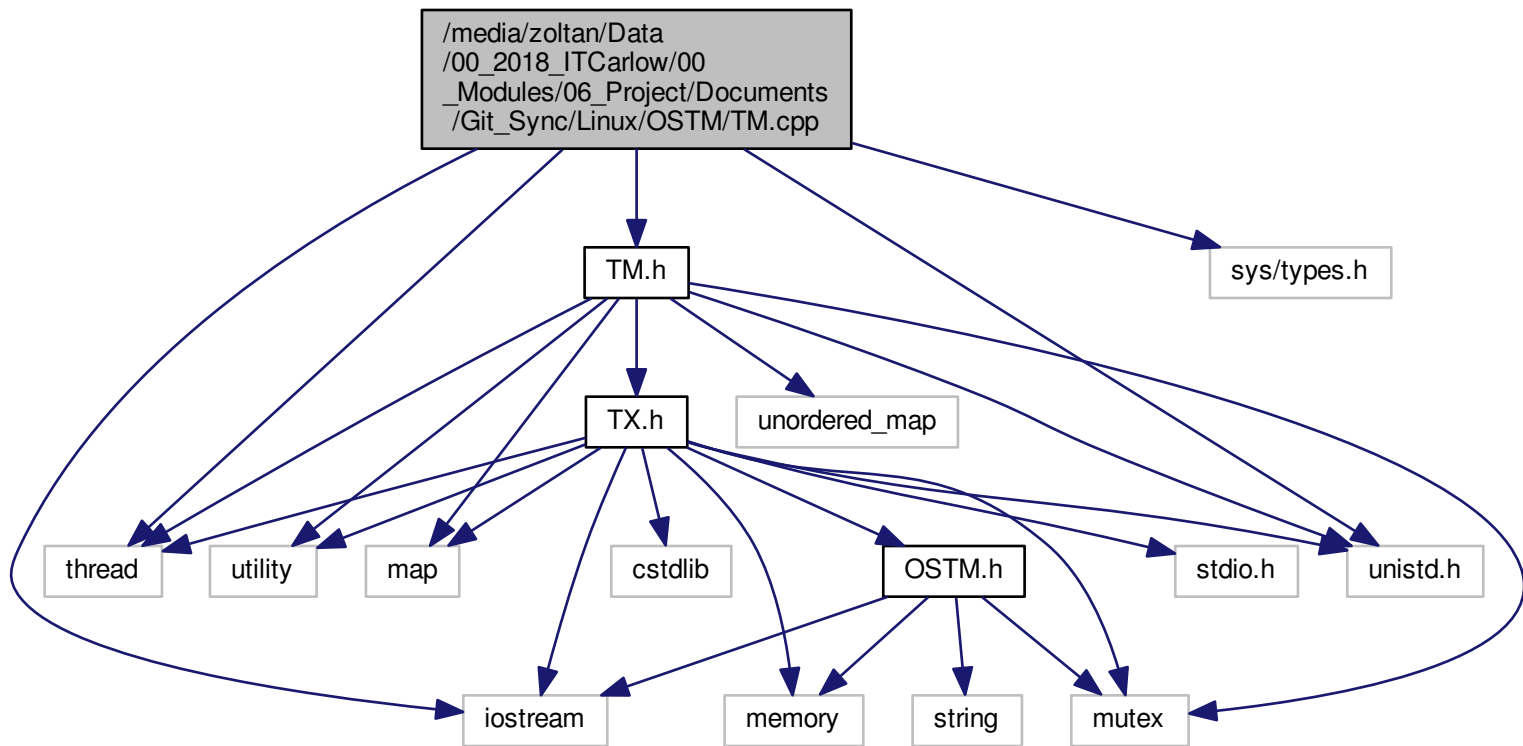 /media/zoltan/Data
/00_2018_ITCarlow/00
_Modules/06_Project/Documents
/Git_Sync/Linux/OSTM/TM.cpp
TM.h
sys/types.h
TX.h
unordered_map
thread
utility
map
cstdlib
OSTM.h
stdio.h
unistd.h
iostream
memory
string
mutex